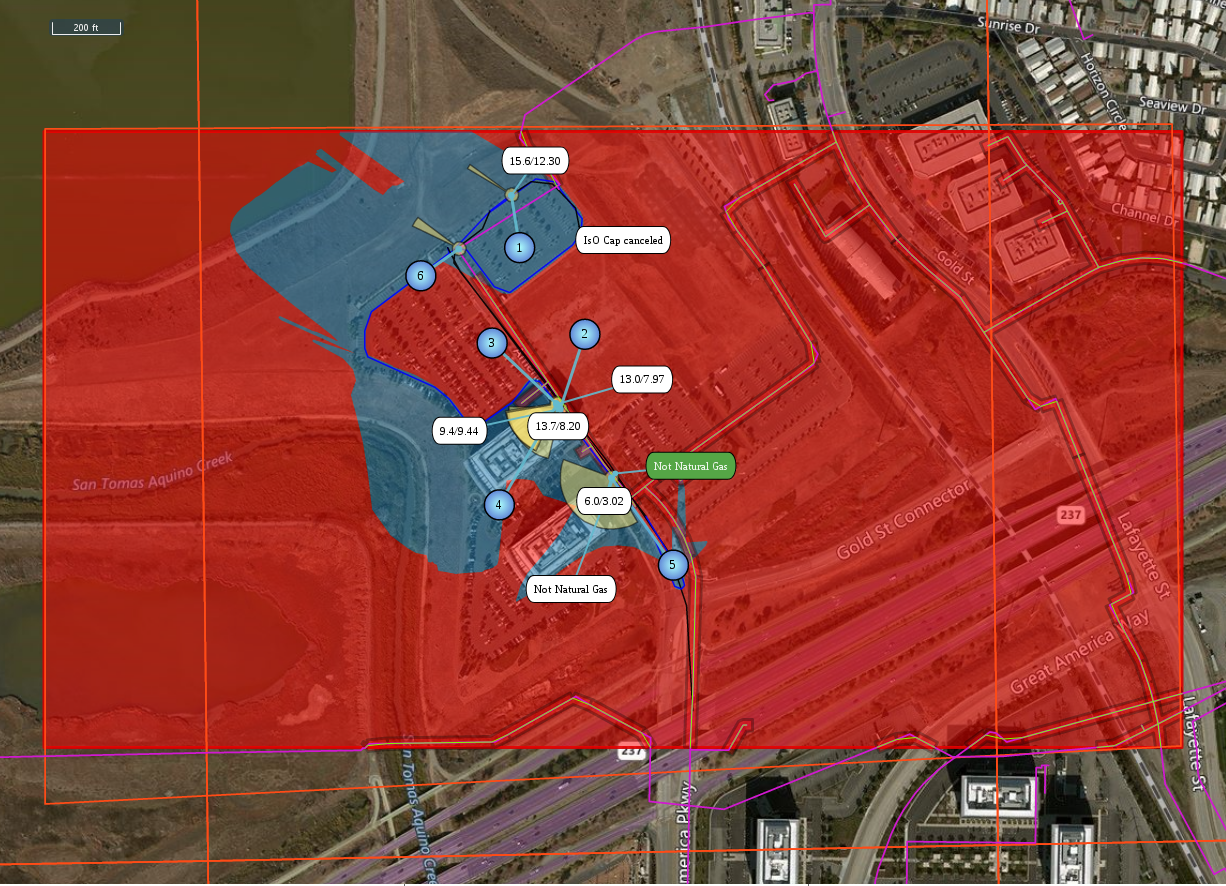 200 ft
Sunrise Dr
Horizon Circle
Seaview Dr
15.6/12.30
Channel Dr
IsO Cap canceled
1
6
Gold St
2
3
13.0/7.97
9.4/9.44
13.7/8.20
San Tomas Aquino Creek
Not Natural Gas
4
6.0/3.02
Gold St Connector
237
Lafayette St
5
Not Natural Gas
Great America Way
237
Lafayette St
San Tomas Aquino Cree
merica Pkwy